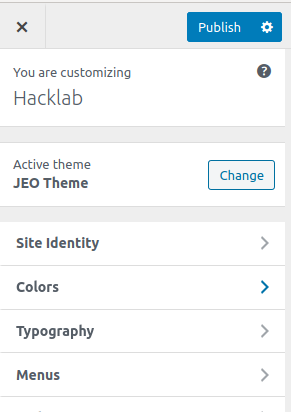 Publish
You are customizing
Hacklab
Active theme
JEO Theme
Change
Site Identity
Colors
Typography
Menus